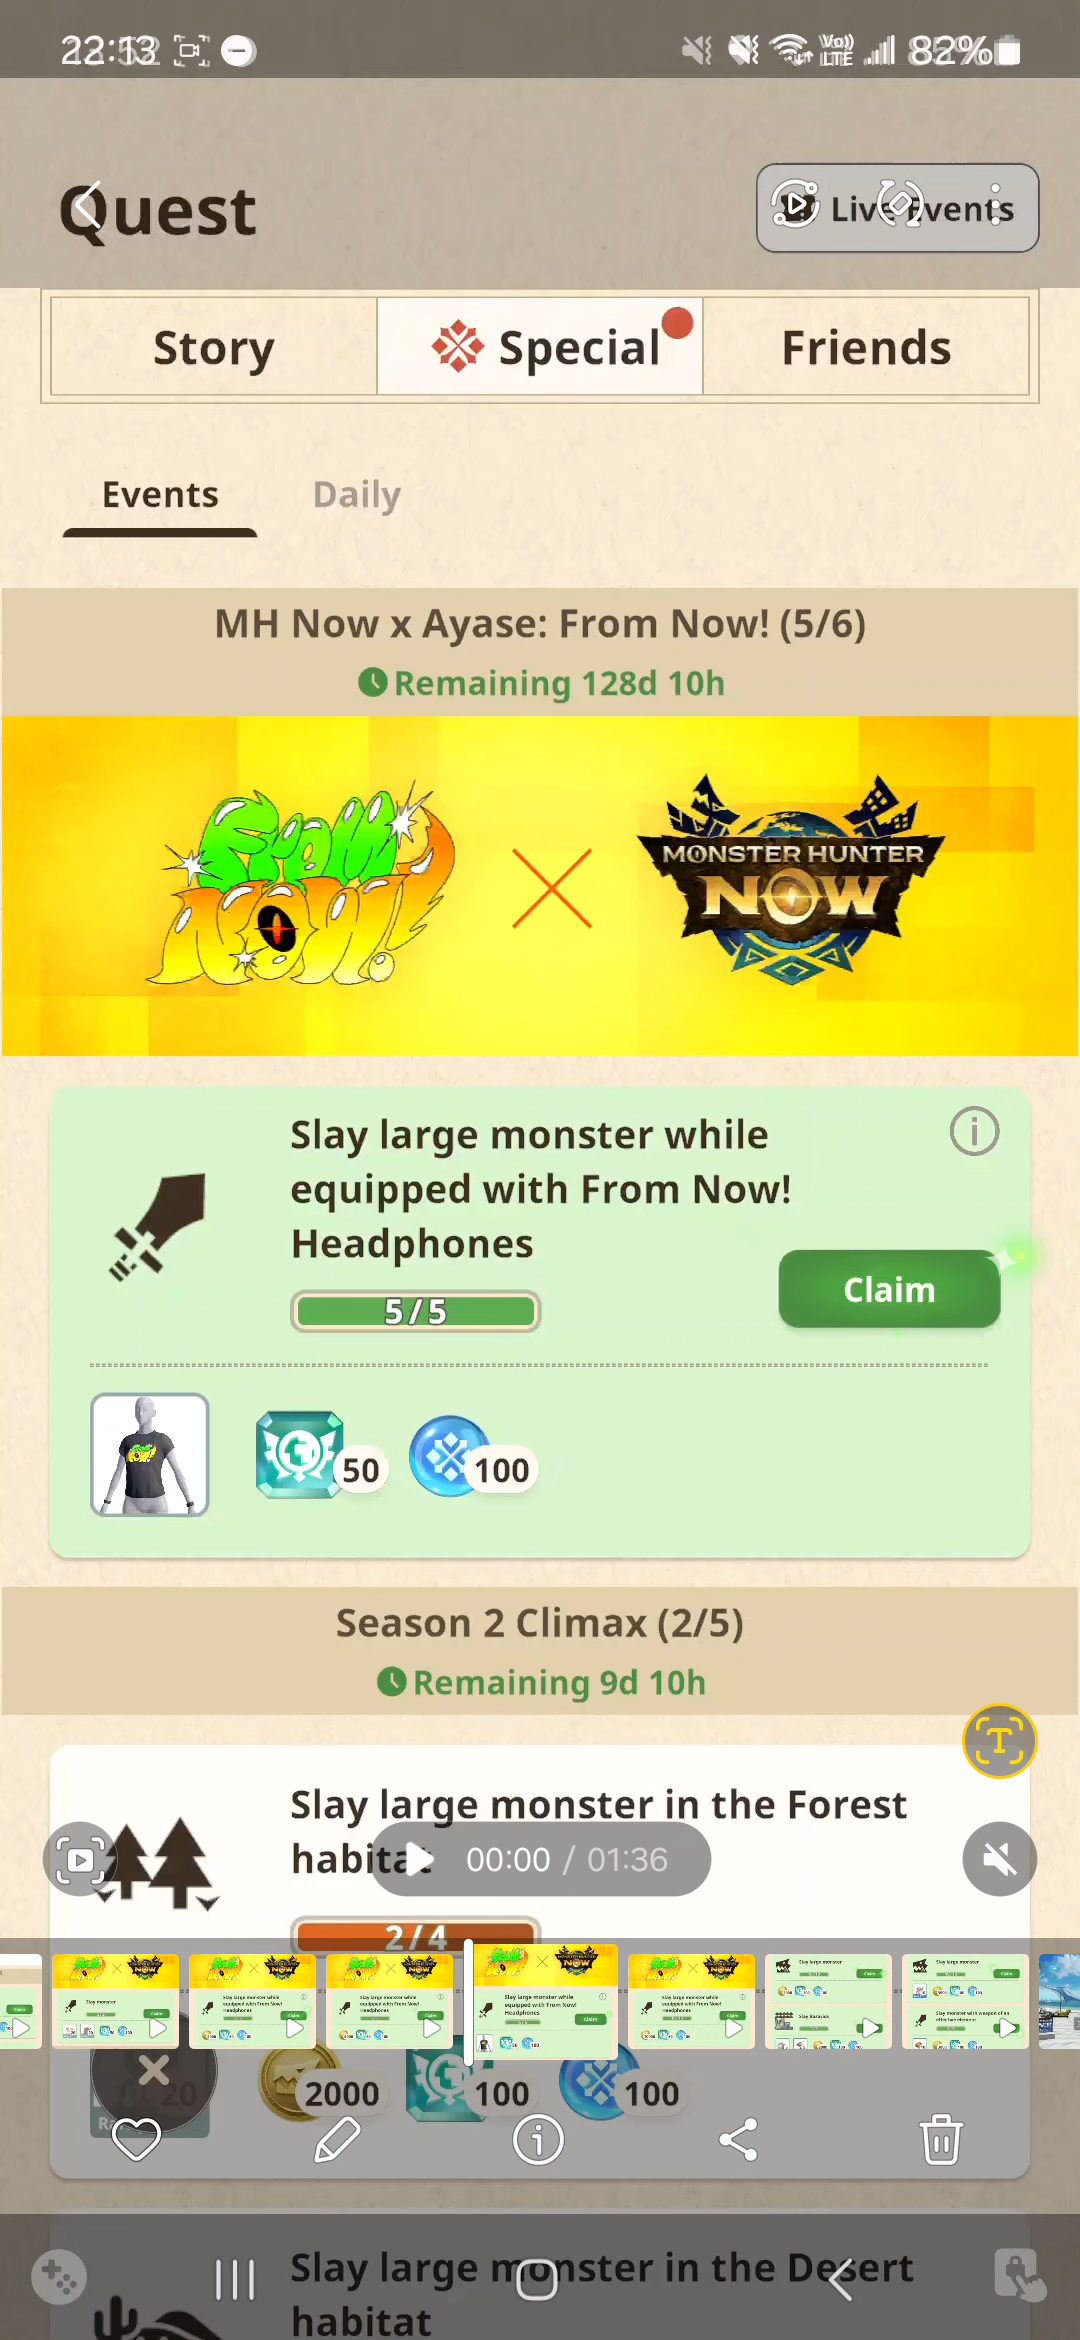 Quest
Live Events
Story
Special
Friends
Events
Daily
MH Now x Ayase: From Now! (5/6)
Remaining 128d 10h
FROM
NOW!
MONSTER HUNTER
NOW
Slay large monster while
equipped with From Now!
Headphones
5/5
Claim
50
100
Season 2 Climax (2/5)
Remaining 9d 10h
Slay large monster in the Forest
habitat
00:00 / 01:36
2/4
20
2000
100
100
Slay large monster in the Desert
habitat